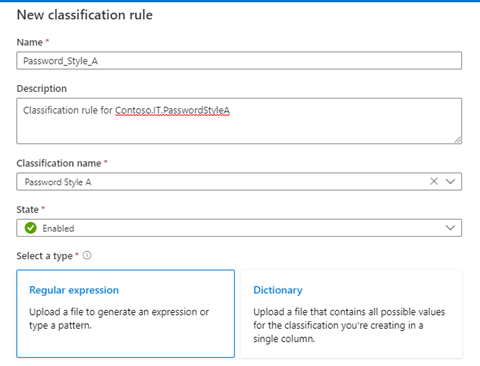 New classification rule
Name *
Password_Style_A
Description
Classification rule for Contoso.IT.PasswordStyleA
Classification name *
Password Style A
State *
Enabled
Select a type *
Regular expression
Upload a file to generate an expression or
type a pattern.
Dictionary
Upload a file that contains all possible values
for the classification you're creating in a
single column.